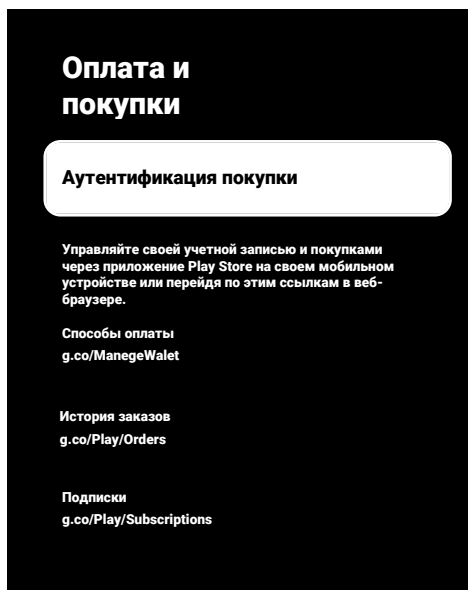 Оплата и
покупки
Аутентификация покупки
Управляйте своей учетной записью и покупками
через приложение Play Store на своем мобильном
устройстве или перейдя по этим ссылкам в веб-
браузере.
Способы оплаты
g.co/ManegeWalet
История заказов
g.co/Play/Orders
Подписки
g.co/Play/Subscriptions